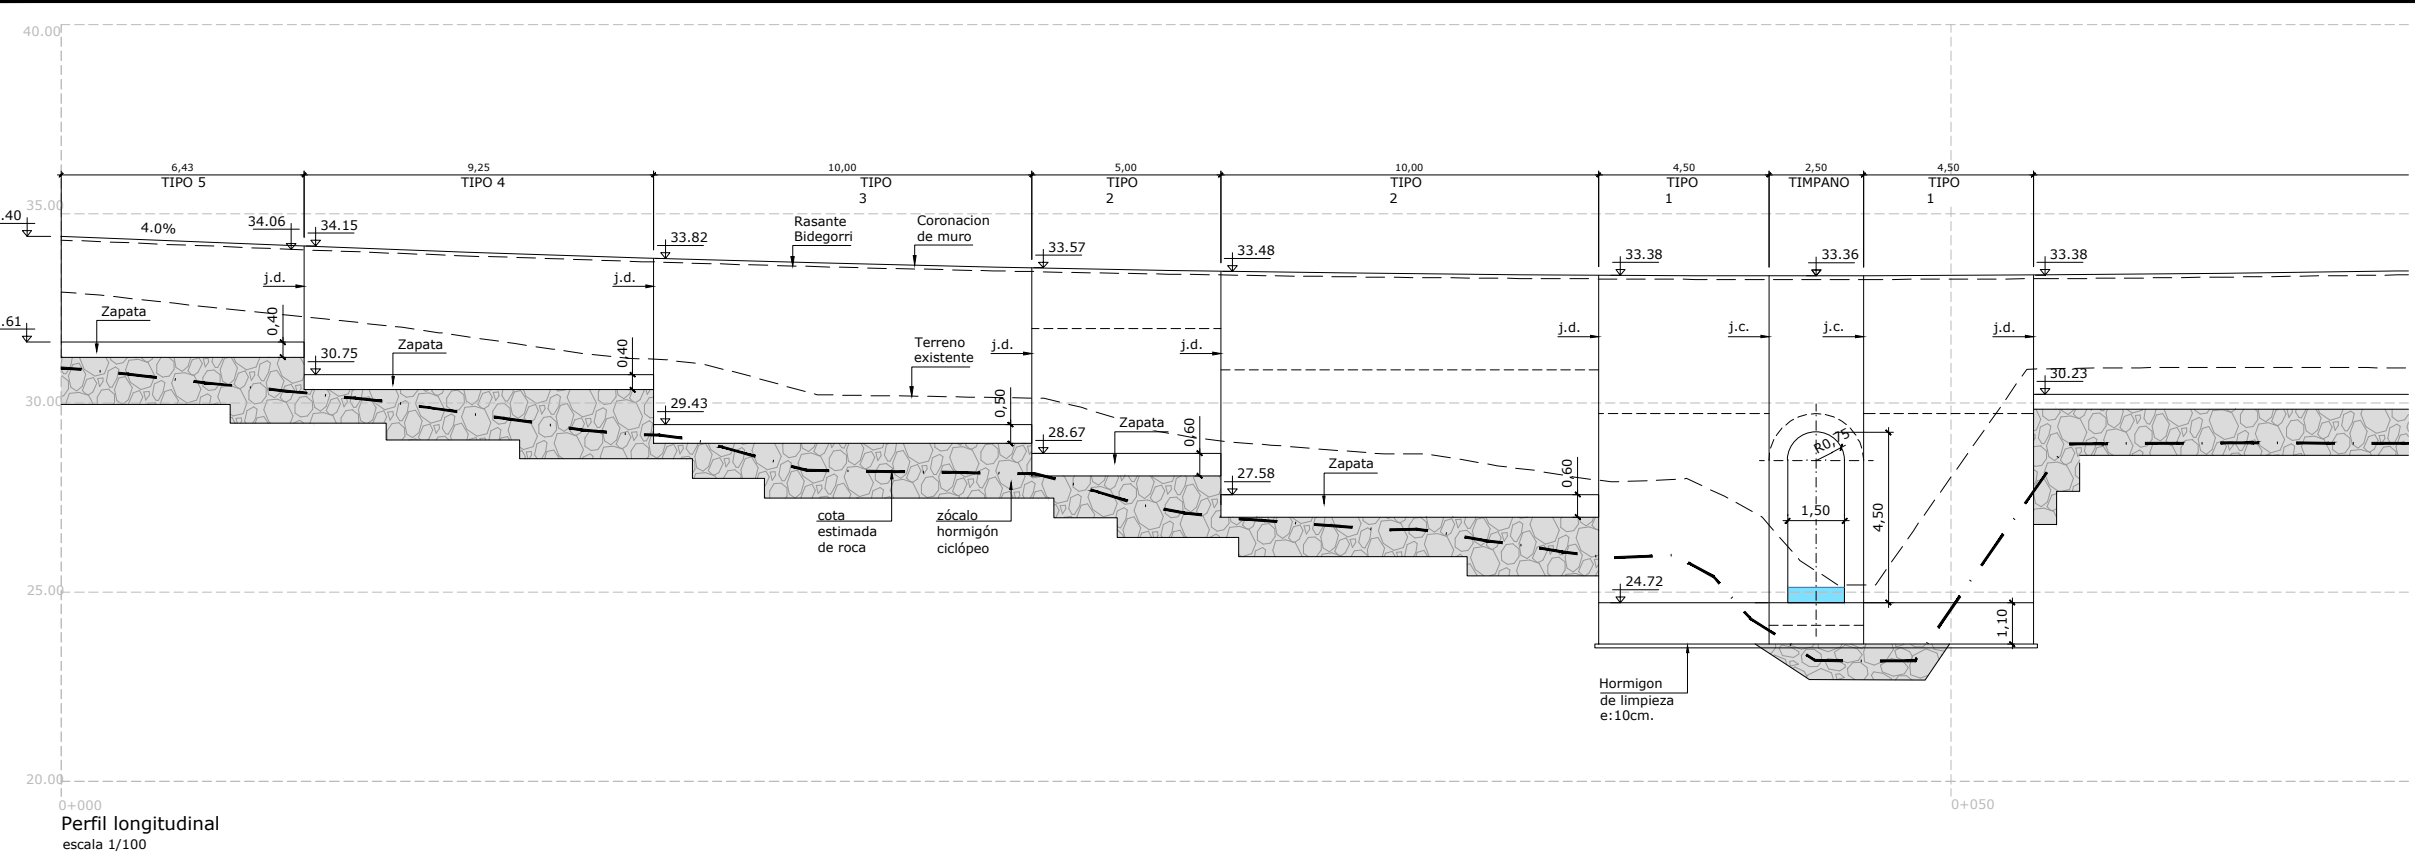 40.00
6,43
9,25
10,00
5,00
10,00
4,50
2,50
4,50
TIPO 5
TIPO 4
TIPO
3
TIPO
2
TIPO
2
TIPO
1
TIMPANO
TIPO
1
35.00
.40
4.0%
34.06
34.15
33.82
Rasante
Bidegorri
Coronacion
de muro
33.57
33.48
33.38
33.36
33.38
j.d.
j.d.
.61
Zapata
0,40
30.75
Zapata
0,40
Terreno
existente
j.d.
j.d.
j.d.
j.c.
j.c.
j.d.
30.00
29.43
0,50
28.67
Zapata
0,60
27.58
Zapata
0,60
30.23
R0,75
1,50
4,50
cota
estimada
de roca
zócalo
hormigón
ciclópeo
25.00
24.72
1,10
Hormigon
de limpieza
e:10cm.
20.00
0+000
0+050
Perfil longitudinal
escala 1/100